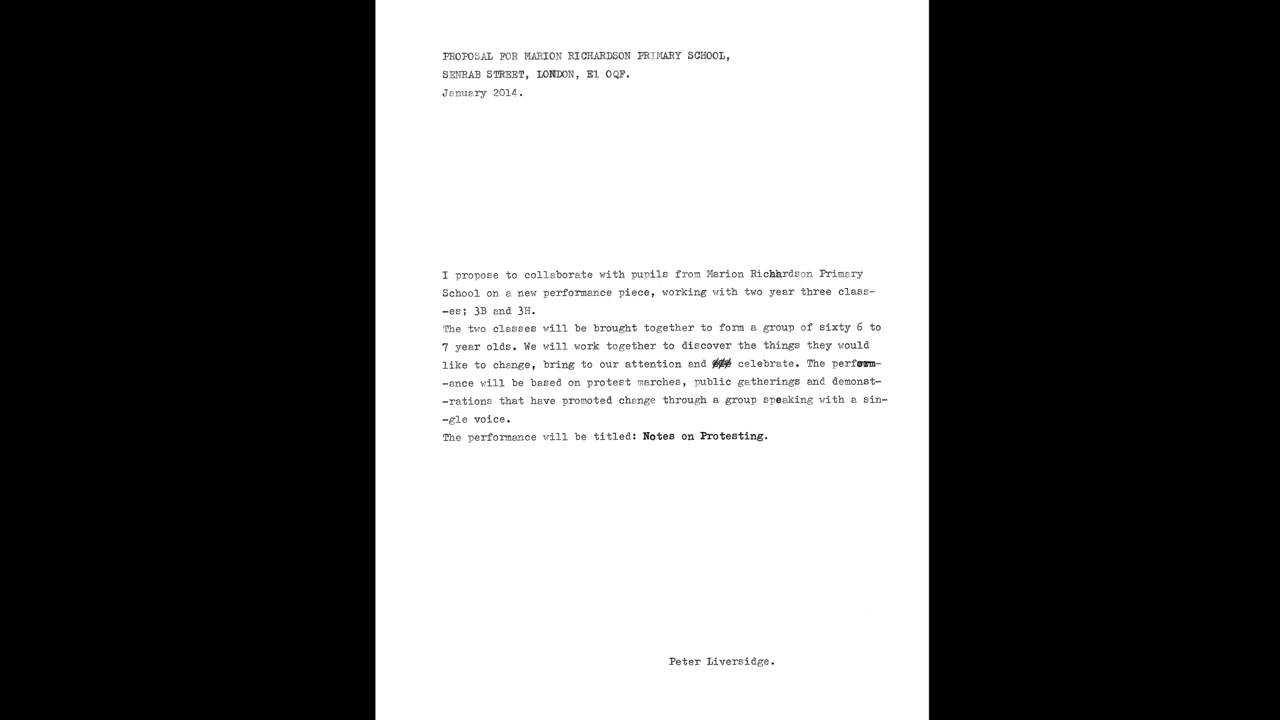 PROPOSAL FOR MARION RICHARDSON PRIMARY SCHOOL,
SENRAB STREET, LONDON, E1 0QF.
January 2014.
I propose to collaborate with pupils from Marion Richardson Primary
School on a new performance piece, working with two year three class-
-es; 3B and 3H.
The two classes will be brought together to form a group of sixty 6 to
7 year olds. We will work together to discover the things they would
like to change, bring to our attention and celebrate. The perform-
-ance will be based on protest marches, public gatherings and demonst-
-rations that have promoted change through a group speaking with a sin-
-gle voice.
The performance will be titled: Notes on Protesting.
Peter Liversidge.